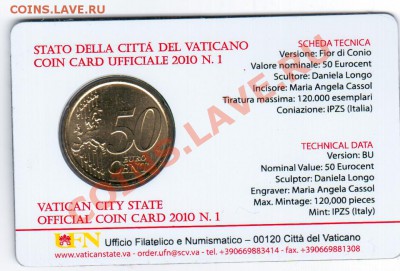 STATO DELLA CITTÁ DEL VATICANO
COIN CARD UFFICIALE 2010 N. 1
SCHEDA TECNICA
Versione: Fior di Conio
Valore nominale: 50 Eurocent
Scultore: Daniela Longo
Incisore: Maria Angela Cassol
Tiratura massima: 120.000 esemplari
Coniazione: IPZS (Italia)
50
EURO
CENT
TECHNICAL DATA
Version: BU
Nominal Value: 50 Eurocent
Sculptor: Daniela Longo
Engraver: Maria Angela Cassol
Max. Mintage: 120,000 pieces
Mint: IPZS (Italy)
VATICAN CITY STATE
OFFICIAL COIN CARD 2010 N. 1
UFN
Ufficio Filatelico e Numismatico – 00120 Città del Vaticano
www.vaticanstate.va - order.ufn@scv.va - tel. +390669883414 - fax. +390669881308
COINS.LAVE.RU